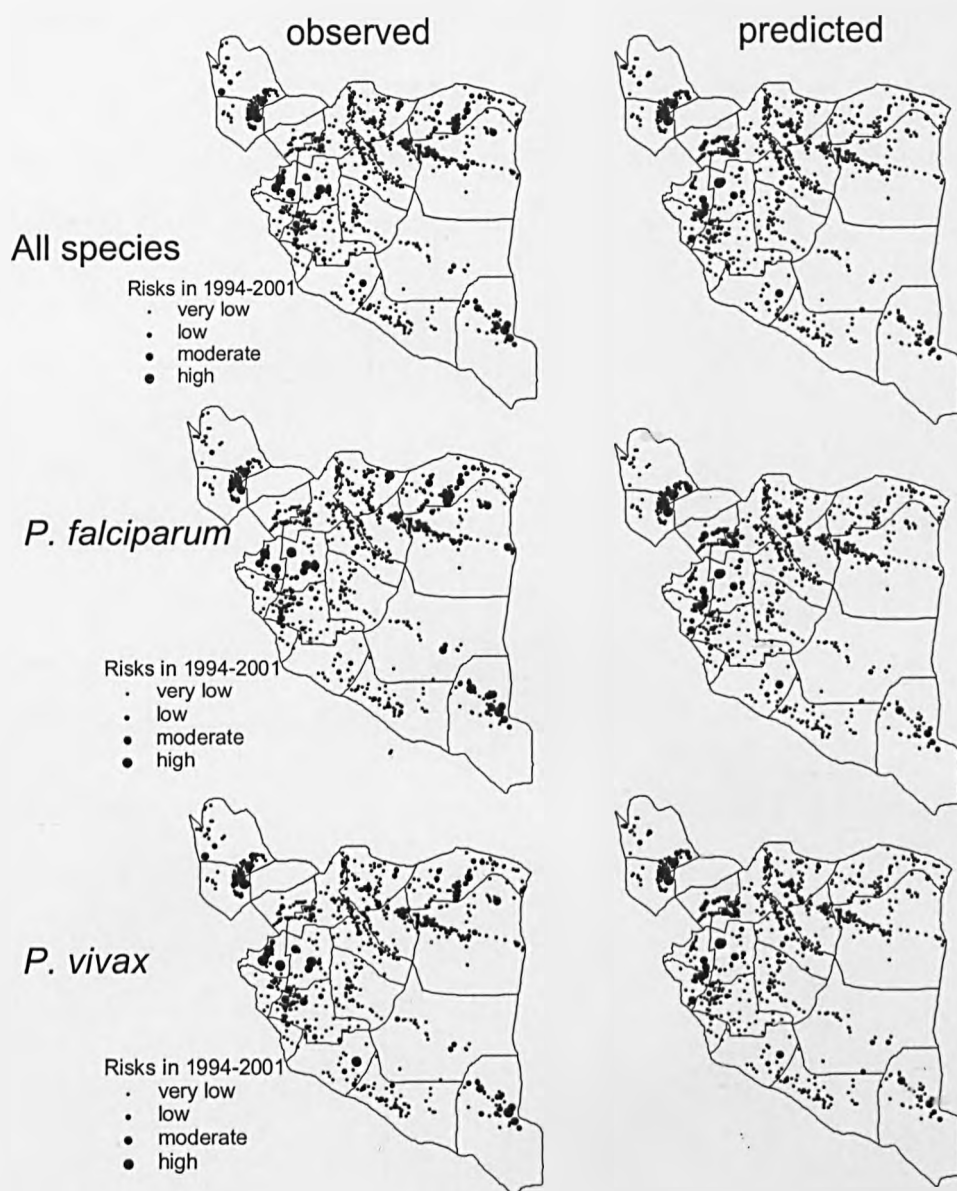 observed
predicted
All species
Risks in 1994-2001
very low
low
moderate
high
P. falciparum
Risks in 1994-2001
very low
low
moderate
high
P. vivax
Risks in 1994-2001
very low
low
moderate
high